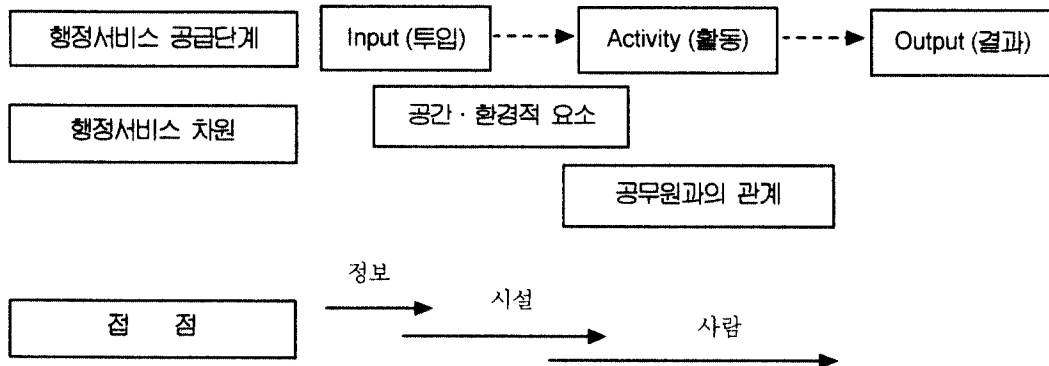 행정서비스 공급단계 Input (투입) Activity (활동) Output (결과)
행정서비스 차원 공간 · 환경적 요소
공무원과의 관계
정보
시설
접 점 사람